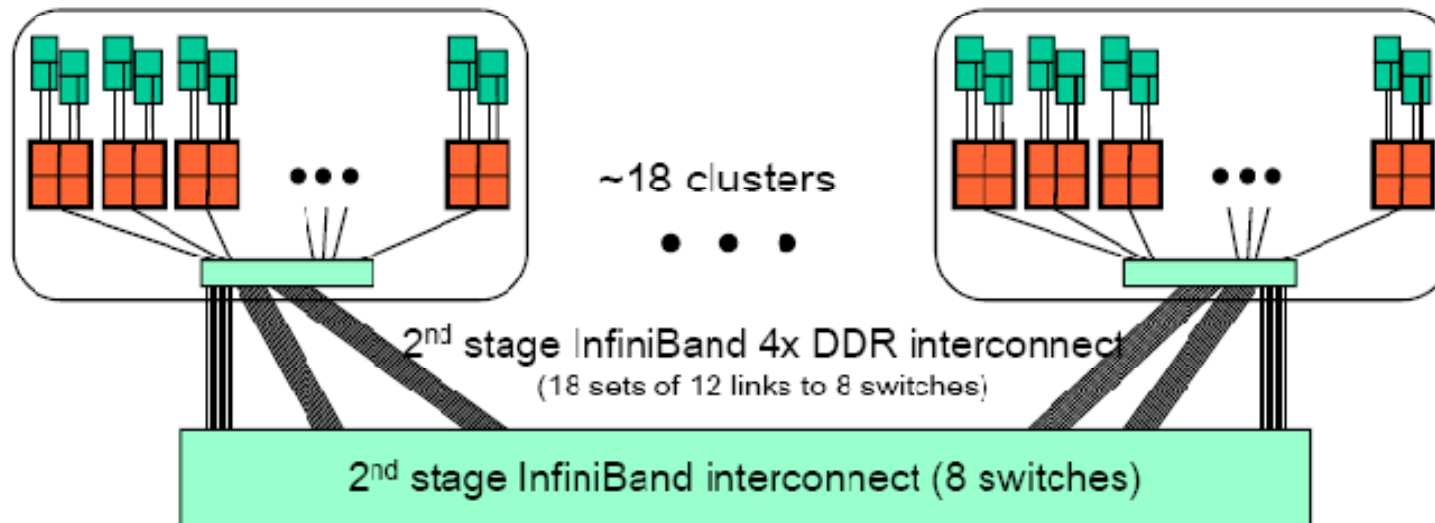 ~18 clusters
2nd stage InfiniBand 4x DDR interconnect
(18 sets of 12 links to 8 switches)
2nd stage InfiniBand interconnect (8 switches)